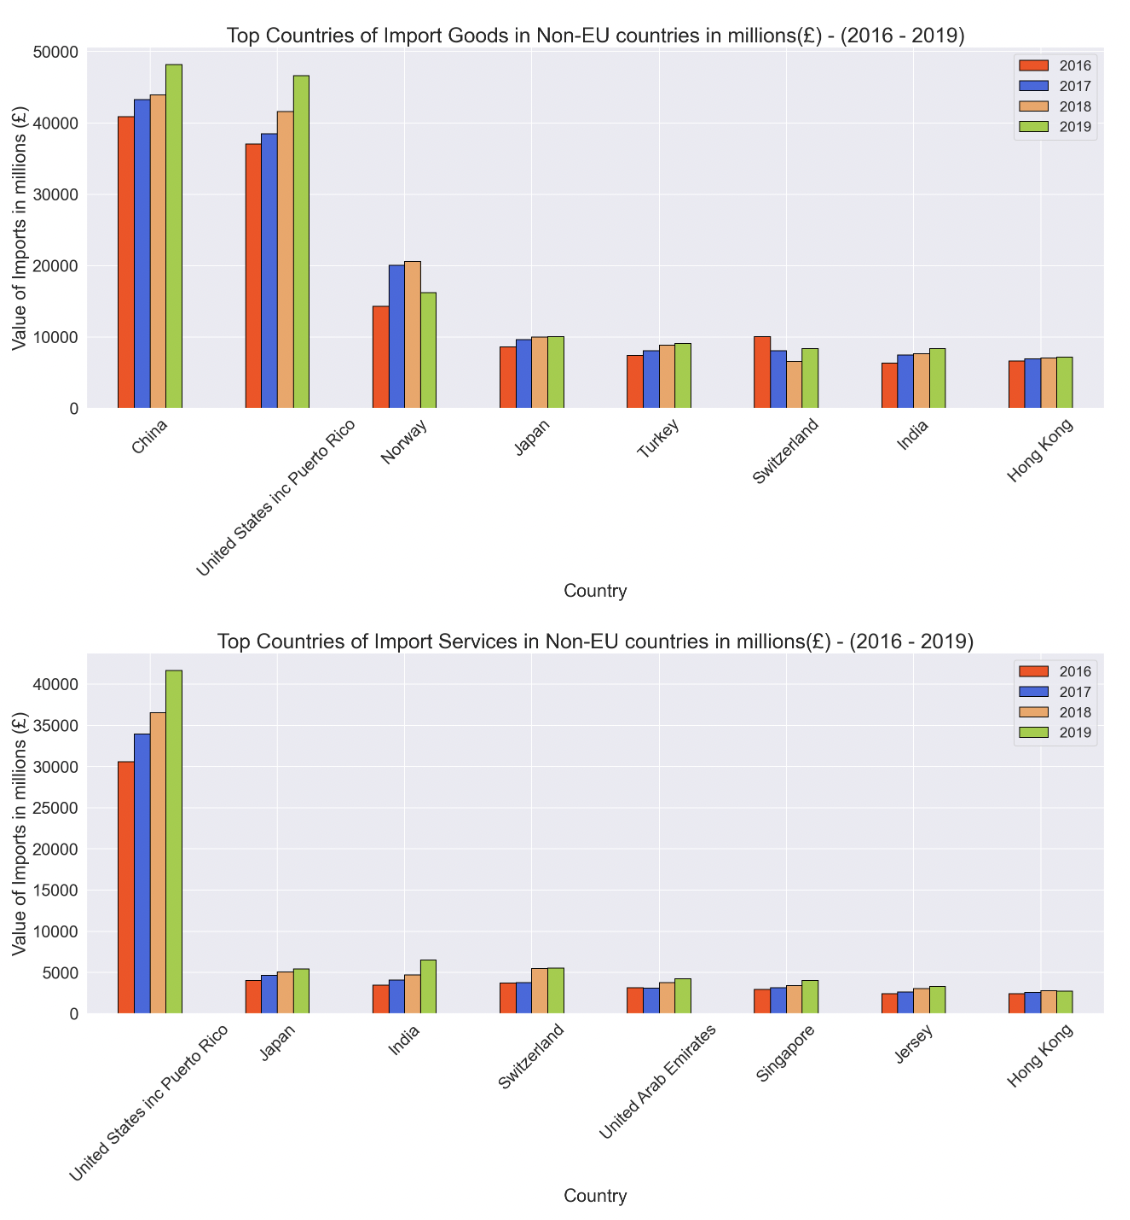 Top Countries of Import Goods in Non-EU countries in millions(£) - (2016 - 2019)
Value of Imports in millions (£)
50000
40000
30000
20000
10000
0
2016
2017
2018
2019
China
United States inc Puerto Rico
Norway
Japan
Turkey
Switzerland
India
Hong Kong
Country
Top Countries of Import Services in Non-EU countries in millions(£) - (2016 - 2019)
Value of Imports in millions (£)
40000
35000
30000
25000
20000
15000
10000
5000
0
2016
2017
2018
2019
United States inc Puerto Rico
Japan
India
Switzerland
United Arab Emirates
Singapore
Jersey
Hong Kong
Country